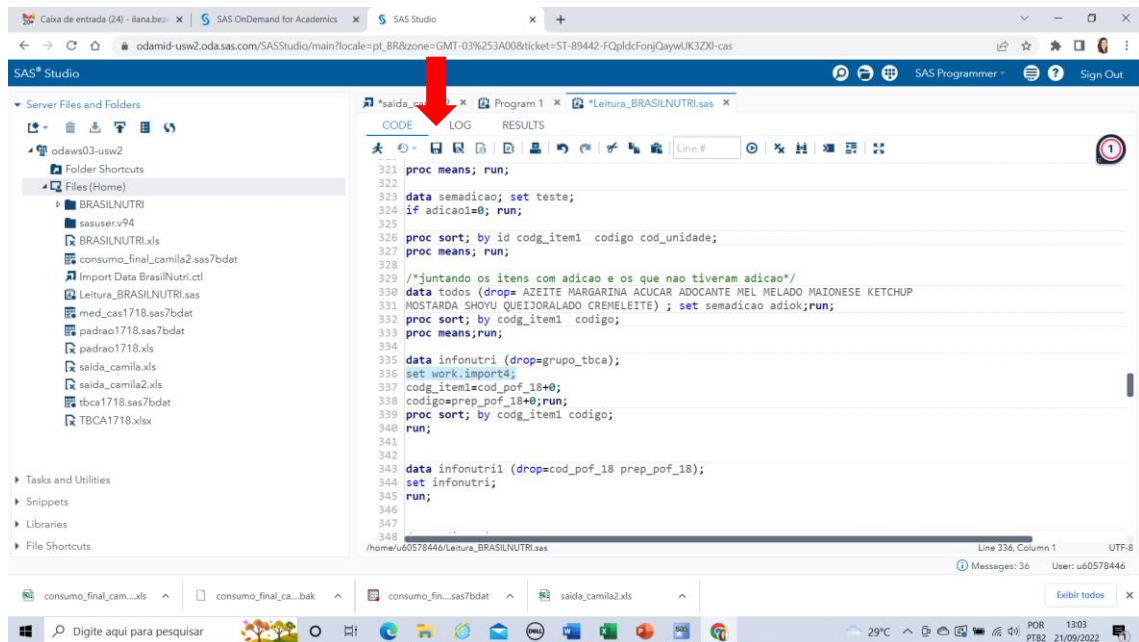 Caixa de entrada (24) - ilana.bez
SAS OnDemand for Academics
SAS Studio
odamid-usw2.oda.sas.com/SASStudio/main?locale=pt_BR&zone=GMT-03%253A00&ticket=ST-89442-FQpldcFonjQaywUK3ZXl-cas
SAS® Studio
SAS Programmer
Sign Out
Server Files and Folders
odaws03-usw2
Folder Shortcuts
Files (Home)
BRASILNUTRI
sasuser.v94
BRASILNUTRI.xls
consumo_final_camila2.sas7bdat
Import Data BrasilNutri.ctl
Leitura_BRASILNUTRI.sas
med_cas1718.sas7bdat
padrao1718.sas7bdat
padrao1718.xls
saida_camila.xls
saida_camila2.xls
tbca1718.sas7bdat
TBCA1718.xlsx
Tasks and Utilities
Snippets
Libraries
File Shortcuts
Program 1
*Leitura_BRASILNUTRI.sas
CODE LOG RESULTS
Line #
1
321 proc means; run;
322
323 data semadicao; set teste;
324 if adicao1=0; run;
325
326 proc sort; by id codg_item1 codigo cod_unidade;
327 proc means; run;
328
329 /*juntando os itens com adicao e os que nao tiveram adicao*/
330 data todos (drop= AZEITE MARGARINA ACUCAR ADOCANTE MEL MELADO MAIONESE KETCHUP
331 MOSTARDA SHOYU QUEIJORALADO CREMELEITE) ; set semadicao adiok;run;
332 proc sort; by codg_item1 codigo;
333 proc means;run;
334
335 data infonutri (drop=grupo_tbca);
336 set work.import4;
337 codg_item1=cod_pof_18+0;
338 codigo=prep_pof_18+0;run;
339 proc sort; by codg_item1 codigo;
340 run;
341
342
343 data infonutri1 (drop=cod_pof_18 prep_pof_18);
344 set infonutri;
345 run;
346
347
348
/home/u60578446/Leitura_BRASILNUTRI.sas
Line 336, Column 1
UTF-8
Messages: 36
User: u60578446
consumo_final_cam....xls
consumo_final_ca....bak
consumo_fin....sas7bdat
saida_camila2.xls
Exibir todos
Digite aqui para pesquisar
29°C
POR
PTB2
13:03
21/09/2022